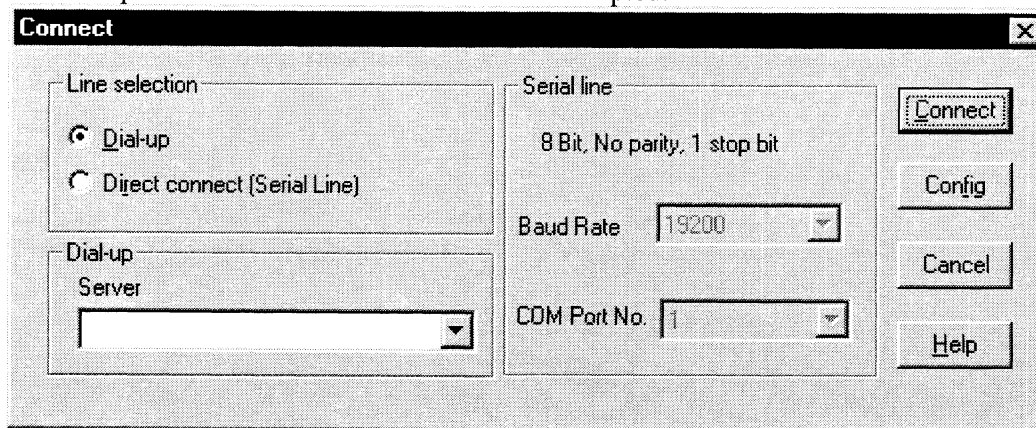 Connect
Line selection
Dial-up
Direct connect (Serial Line)
Dial-up
Server
Serial line
8 Bit, No parity, 1 stop bit
Baud Rate 19200
COM Port No. 1
Connect
Config
Cancel
Help